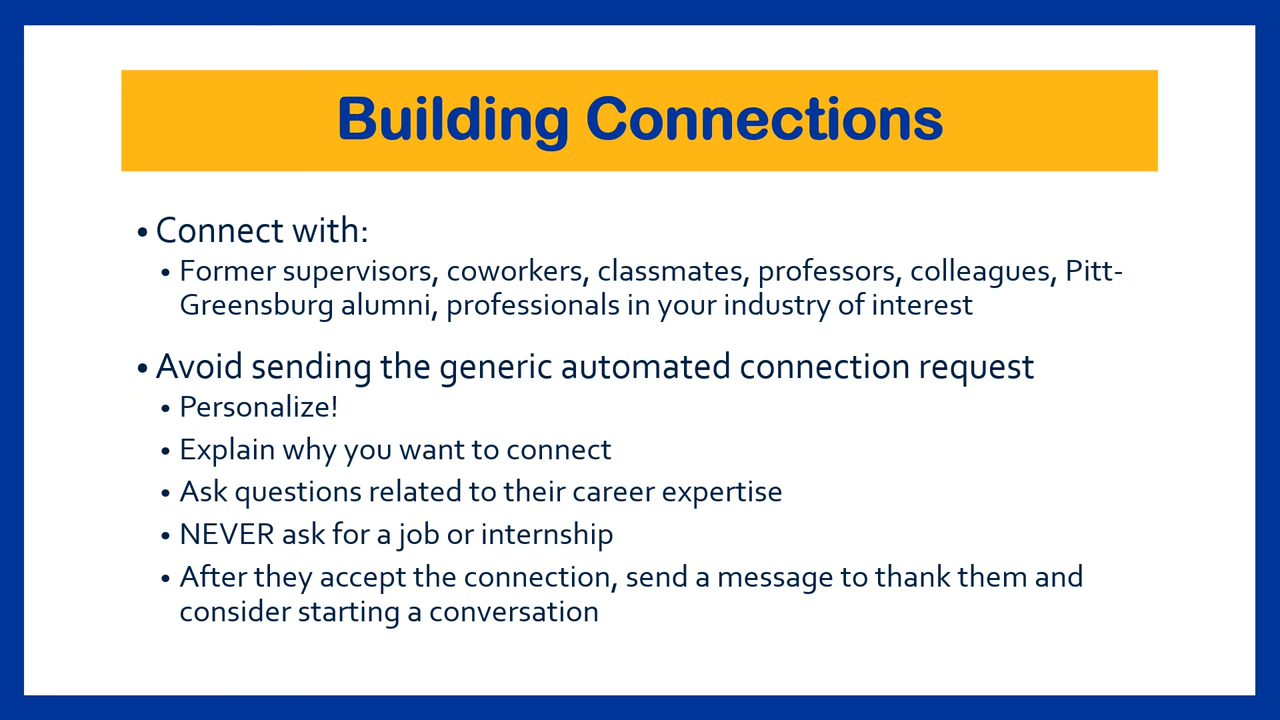 Building Connections
• Connect with:
• Former supervisors, coworkers, classmates, professors, colleagues, Pitt-
Greensburg alumni, professionals in your industry of interest
• Avoid sending the generic automated connection request
• Personalize!
• Explain why you want to connect
• Ask questions related to their career expertise
• NEVER ask for a job or internship
• After they accept the connection, send a message to thank them and
consider starting a conversation